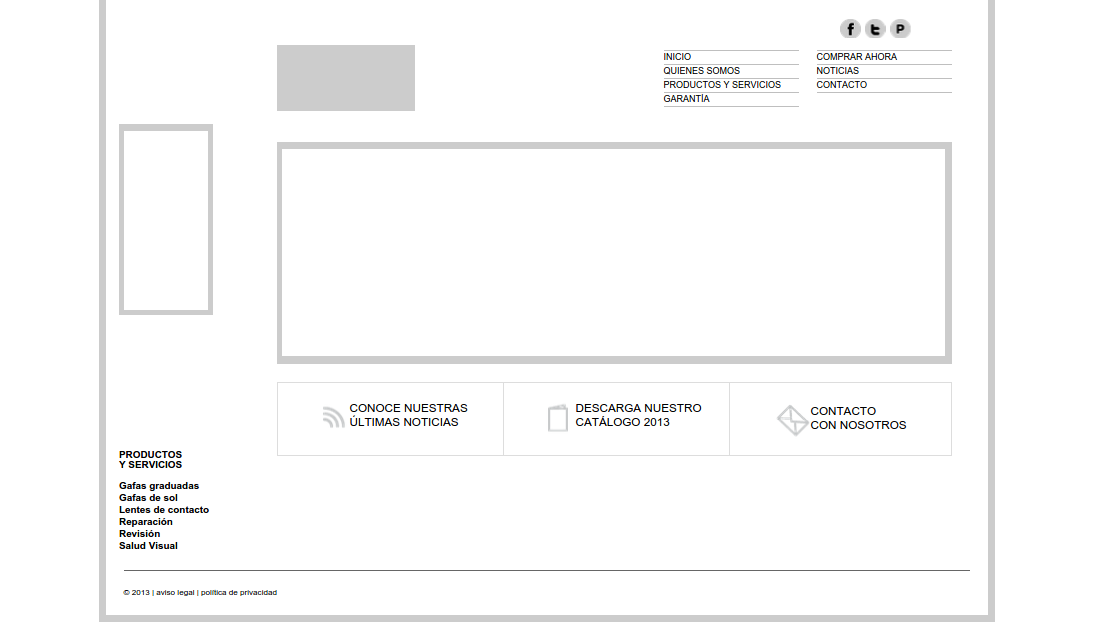 INICIO
QUIENES SOMOS
PRODUCTOS Y SERVICIOS
GARANTÍA
COMPRAR AHORA
NOTICIAS
CONTACTO
CONOCE NUESTRAS
ÚLTIMAS NOTICIAS
DESCARGA NUESTRO
CATÁLOGO 2013
CONTACTO
CON NOSOTROS
PRODUCTOS
Y SERVICIOS
Gafas graduadas
Gafas de sol
Lentes de contacto
Reparación
Revisión
Salud Visual
© 2013 | aviso legal | política de privacidad